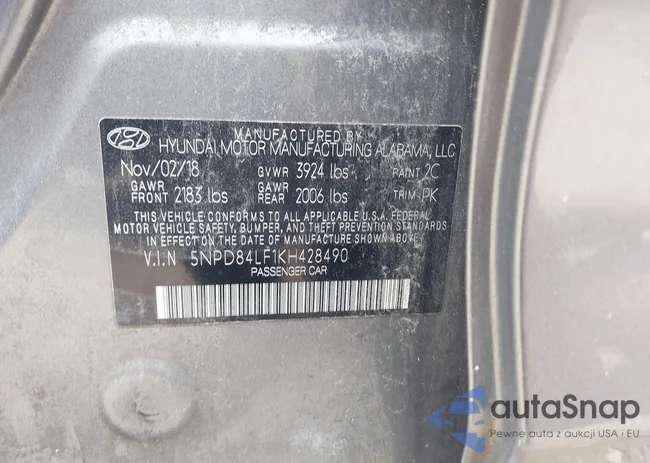 MANUFACTURED BY
HYUNDAI MOTOR MANUFACTURING ALABAMA, LLC
Nov/02/18 GVWR 3924 lbs PAINT 2C
GAWR FRONT 2183 lbs GAWR REAR 2006 lbs TRIM PK
THIS VEHICLE CONFORMS TO ALL APPLICABLE U.S.A. FEDERAL
MOTOR VEHICLE SAFETY, BUMPER, AND THEFT PREVENTION STANDARDS
IN EFFECT ON THE DATE OF MANUFACTURE SHOWN ABOVE.
V.I.N 5NPD84LF1KH428490
PASSENGER CAR
autaSnap
Pewne auta z aukcji USA i EU